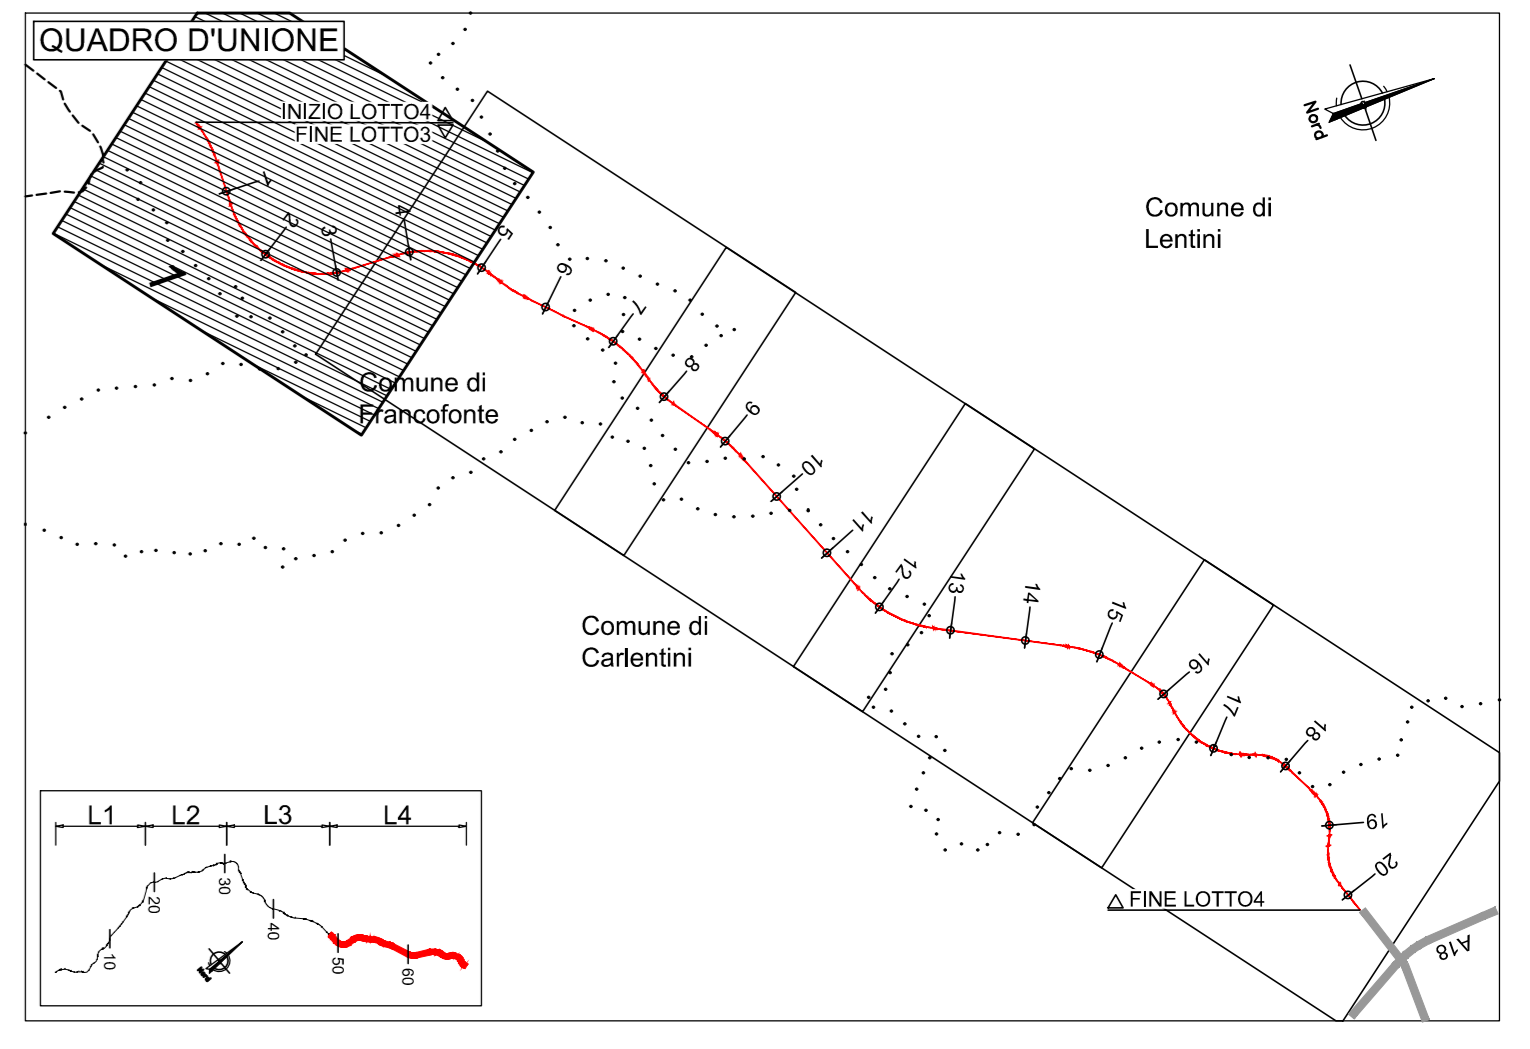 QUADRO D'UNIONE
INIZIO LOTTO4
FINE LOTTO3
Nord
Comune di
Lentini
1
2
3
4
5
6
7
8
9
10
11
12
13
14
15
16
17
18
19
20
Comune di
Francofonte
Comune di
Carlentini
FINE LOTTO4
A18
L1
L2
L3
L4
10
20
30
40
50
60
Nord